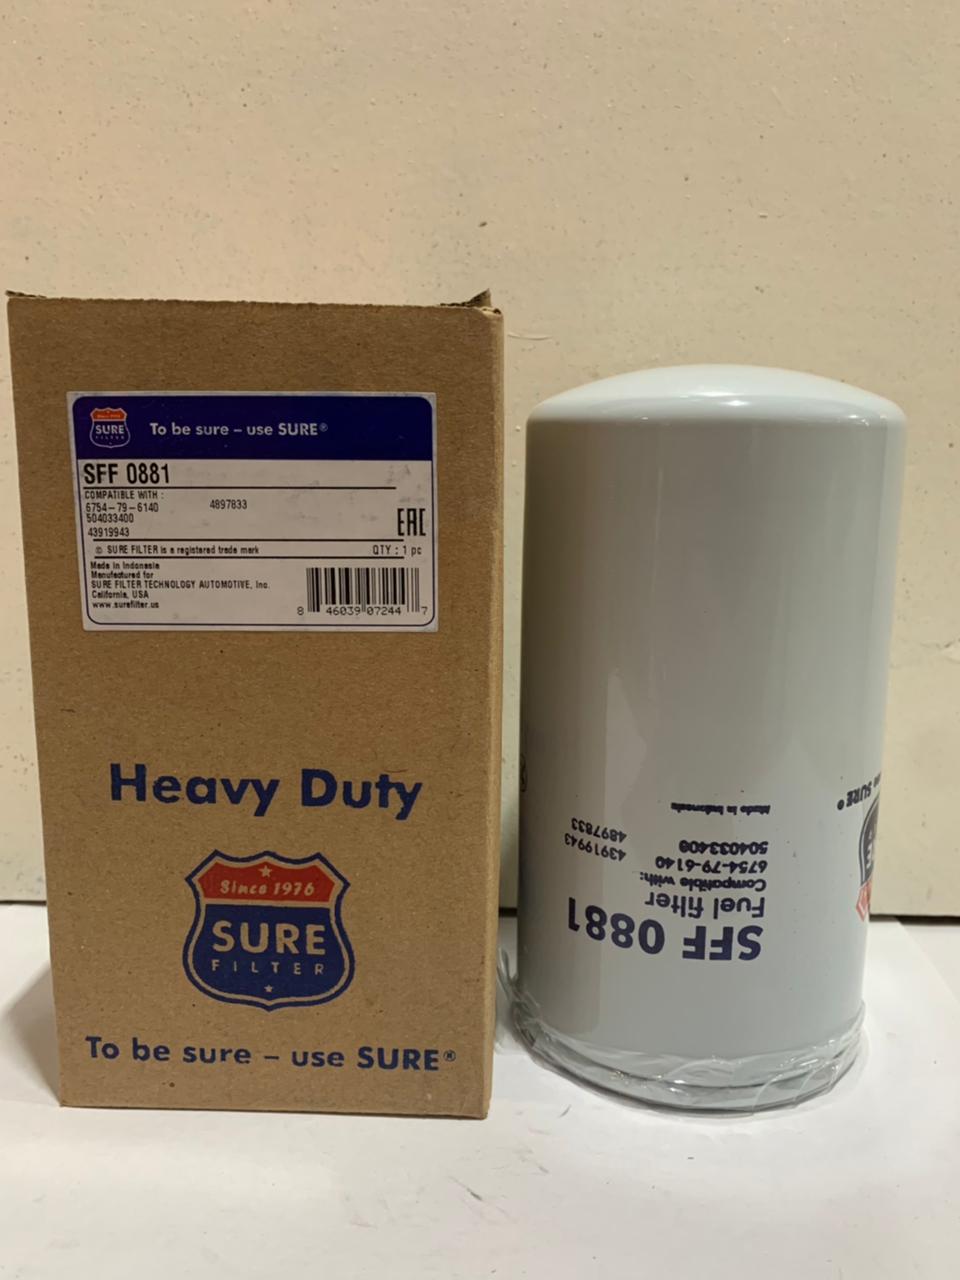 Since 1976
SURE
FILTER
To be sure – use SURE®
SFF 0881
COMPATIBLE WITH :
6754-79-6140 4897833
504033400
43919943
EAC
© SURE FILTER is a registered trade mark QTY : 1 pc
Made in Indonesia
Manufactured for
SURE FILTER TECHNOLOGY AUTOMOTIVE, Inc.
California, USA
www.surefilter.us
8 46039 07244 7
Heavy Duty
Since 1976
SURE
FILTER
To be sure – use SURE®
SFF 0881
Fuel filter
Compatible with:
6754-79-6140 43919943
504033400 4897833
Made in Indonesia
SURE®